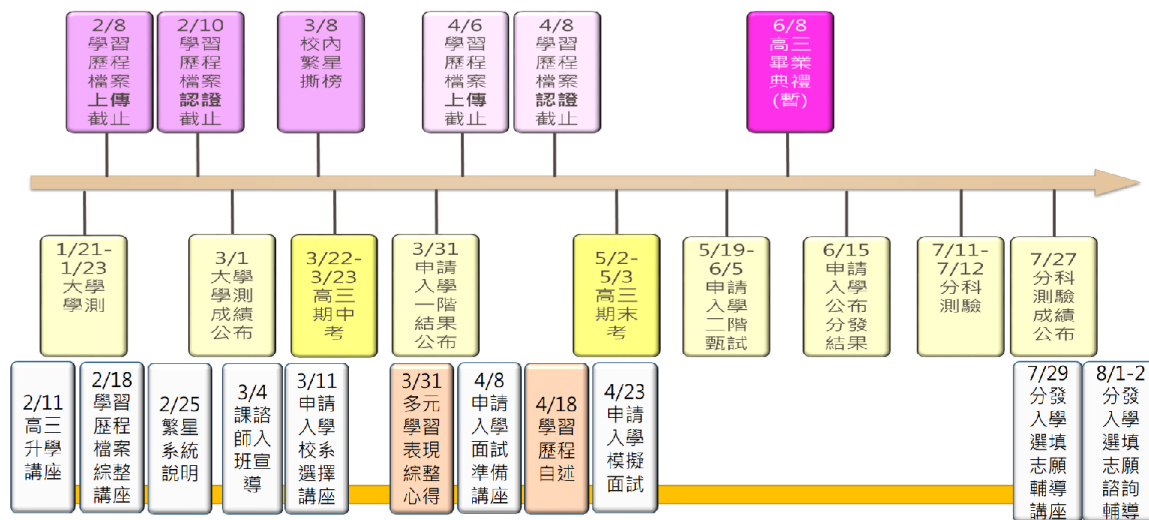 2/8
學習
歷程
檔案
上傳
截止
2/10
學習
歷程
檔案
認證
截止
3/8
校內
繁星
撕榜
4/6
學習
歷程
檔案
上傳
截止
4/8
學習
歷程
檔案
認證
截止
6/8
高三
畢業
典禮
(暫)
1/21-
1/23
大學
學測
3/1
大學
學測
成績
公布
3/22-
3/23
高三
期中
考
3/31
申請
入學
一階
結果
公布
5/2-
5/3
高三
期末
考
5/19-
6/5
申請
入學
二階
甄試
6/15
申請
入學
公布
分發
結果
7/11-
7/12
分科
測驗
7/27
分科
測驗
成績
公布
2/11
高三
升學
講座
2/18
學習
歷程
檔案
綜整
講座
2/25
繁星
系統
說明
3/4
課諮
師入
班宣
導
3/11
申請
入學
校系
選擇
講座
3/31
多元
學習
表現
綜整
心得
4/8
申請
入學
面試
準備
講座
4/18
學習
歷程
自述
4/23
申請
入學
模擬
面試
7/29
分發
入學
選填
志願
輔導
講座
8/1-2
分發
入學
選填
志願
諮詢
輔導